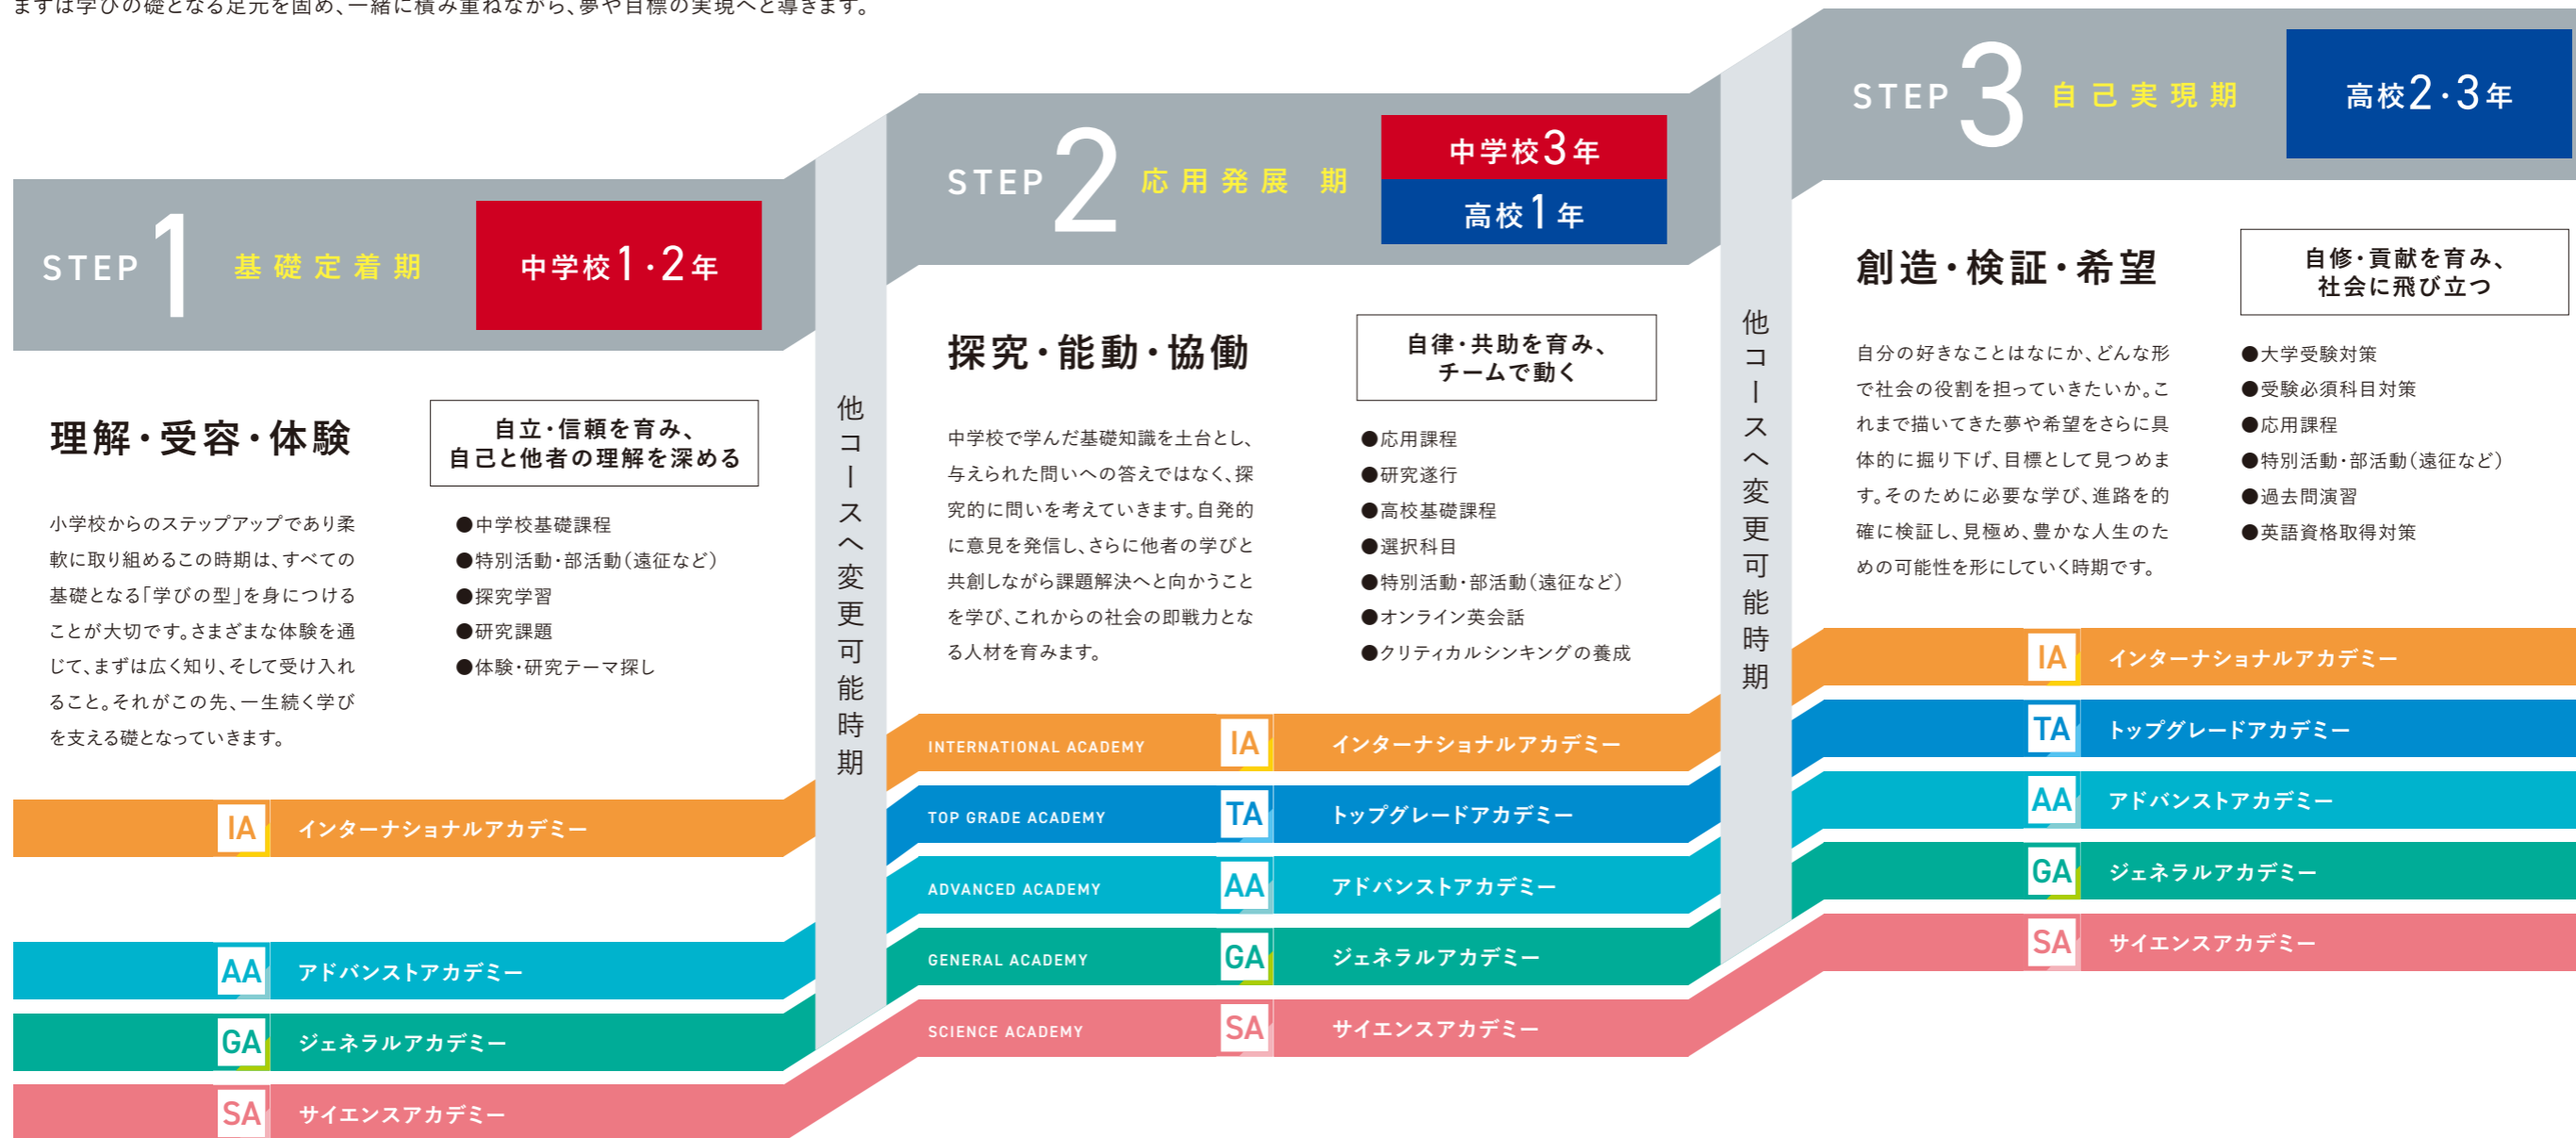 まずは学びの礎となる足元を固め、一緒に積み重ねながら、夢や目標の実現へと導きます。
STEP 1 基礎定着期
中学校1・2年
理解・受容・体験
自立・信頼を育み、
自己と他者の理解を深める
小学校からのステップアップであり柔
軟に取り組めるこの時期は、すべての
基礎となる「学びの型」を身につける
ことが大切です。さまざまな体験を通
じて、まずは広く知り、そして受け入れ
ること。それがこの先、一生続く学び
を支える礎となっていきます。
●中学校基礎課程
●特別活動・部活動（遠征など）
●探究学習
●研究課題
●体験・研究テーマ探し
IA インターナショナルアカデミー
AA アドバンストアカデミー
GA ジェネラルアカデミー
SA サイエンスアカデミー
他コースへ変更可能時期
STEP 2 応用発展 期
中学校3年
高校1年
探究・能動・協働
自律・共助を育み、
チームで動く
中学校で学んだ基礎知識を土台とし、
与えられた問いへの答えではなく、探
究的に問いを考えていきます。自発的
に意見を発信し、さらに他者の学びと
共創しながら課題解決へと向かうこと
を学び、これからの社会の即戦力とな
る人材を育みます。
●応用課程
●研究遂行
●高校基礎課程
●選択科目
●特別活動・部活動（遠征など）
●オンライン英会話
●クリティカルシンキングの養成
INTERNATIONAL ACADEMY IA インターナショナルアカデミー
TOP GRADE ACADEMY TA トップグレードアカデミー
ADVANCED ACADEMY AA アドバンストアカデミー
GENERAL ACADEMY GA ジェネラルアカデミー
SCIENCE ACADEMY SA サイエンスアカデミー
他コースへ変更可能時期
STEP 3 自己実現期
高校2・3年
創造・検証・希望
自修・貢献を育み、
社会に飛び立つ
自分の好きなことはなにか、どんな形
で社会の役割を担っていきたいか。こ
れまで描いてきた夢や希望をさらに具
体的に掘り下げ、目標として見つめま
す。そのために必要な学び、進路を的
確に検証し、見極め、豊かな人生のた
めの可能性を形にしていく時期です。
●大学受験対策
●受験必須科目対策
●応用課程
●特別活動・部活動（遠征など）
●過去問演習
●英語資格取得対策
IA インターナショナルアカデミー
TA トップグレードアカデミー
AA アドバンストアカデミー
GA ジェネラルアカデミー
SA サイエンスアカデミー